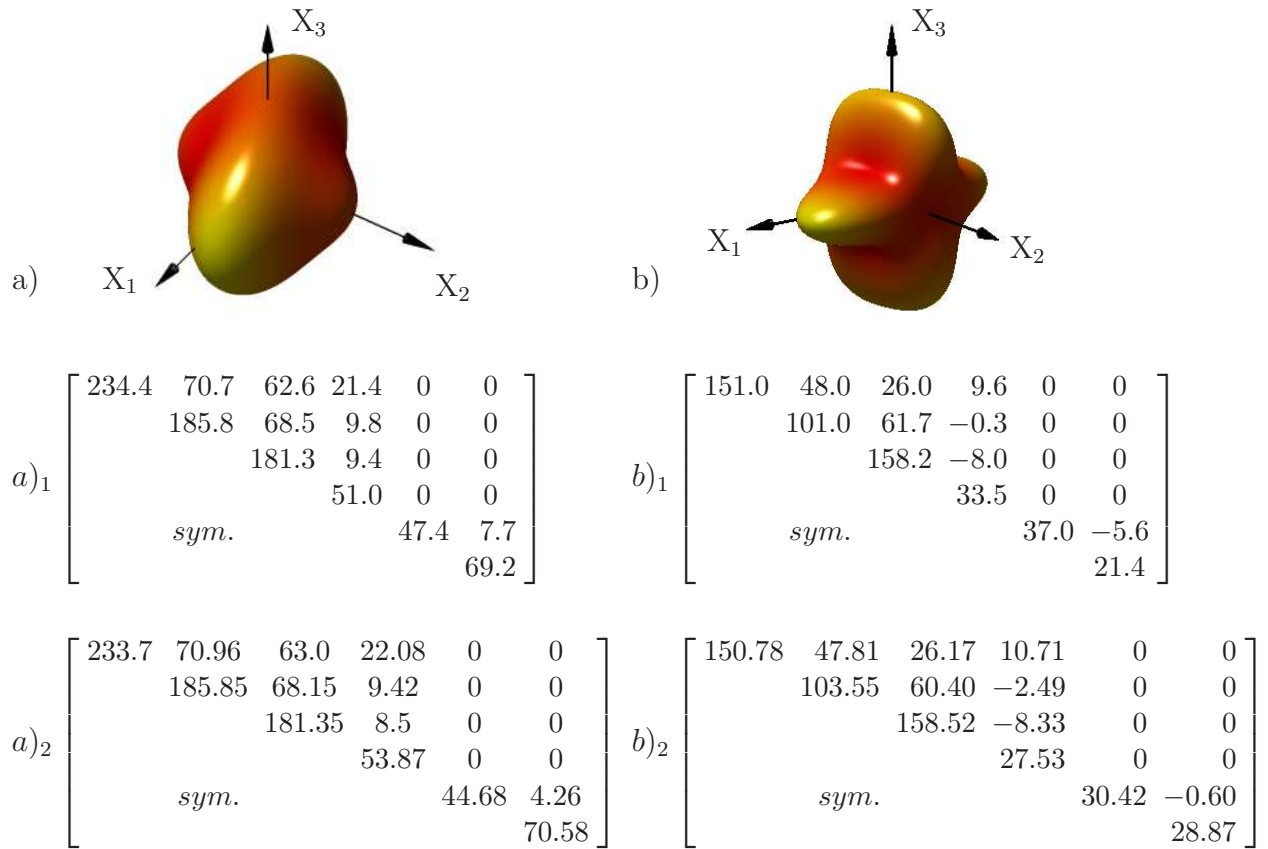 X3 X3
X1 X2
X1 X2
a) b)
234.4 70.7 62.6 21.4 0 0
185.8 68.5 9.8 0 0
181.3 9.4 0 0
51.0 0 0
sym. 47.4 7.7
69.2
a)1
151.0 48.0 26.0 9.6 0 0
101.0 61.7 −0.3 0 0
158.2 −8.0 0 0
33.5 0 0
sym. 37.0 −5.6
21.4
b)1
233.7 70.96 63.0 22.08 0 0
185.85 68.15 9.42 0 0
181.35 8.5 0 0
53.87 0 0
sym. 44.68 4.26
70.58
a)2
150.78 47.81 26.17 10.71 0 0
103.55 60.40 −2.49 0 0
158.52 −8.33 0 0
27.53 0 0
sym. 30.42 −0.60
28.87
b)2